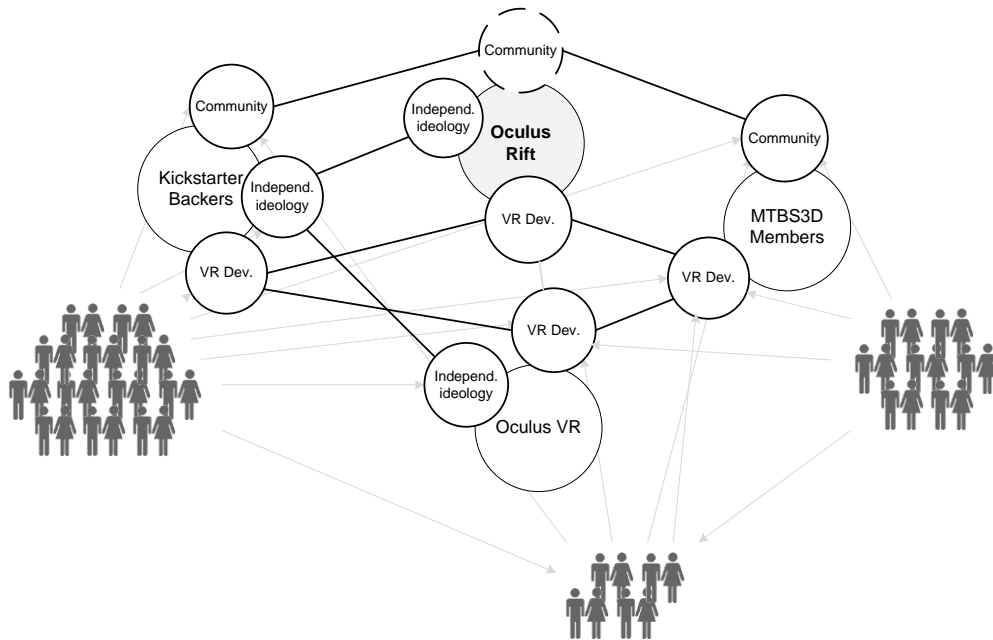 Community
Community
Independ.
ideology
Oculus
Rift
Community
Kickstarter
Backers
Independ.
ideology
VR Dev.
MTBS3D
Members
VR Dev.
VR Dev.
VR Dev.
Independ.
ideology
Oculus VR